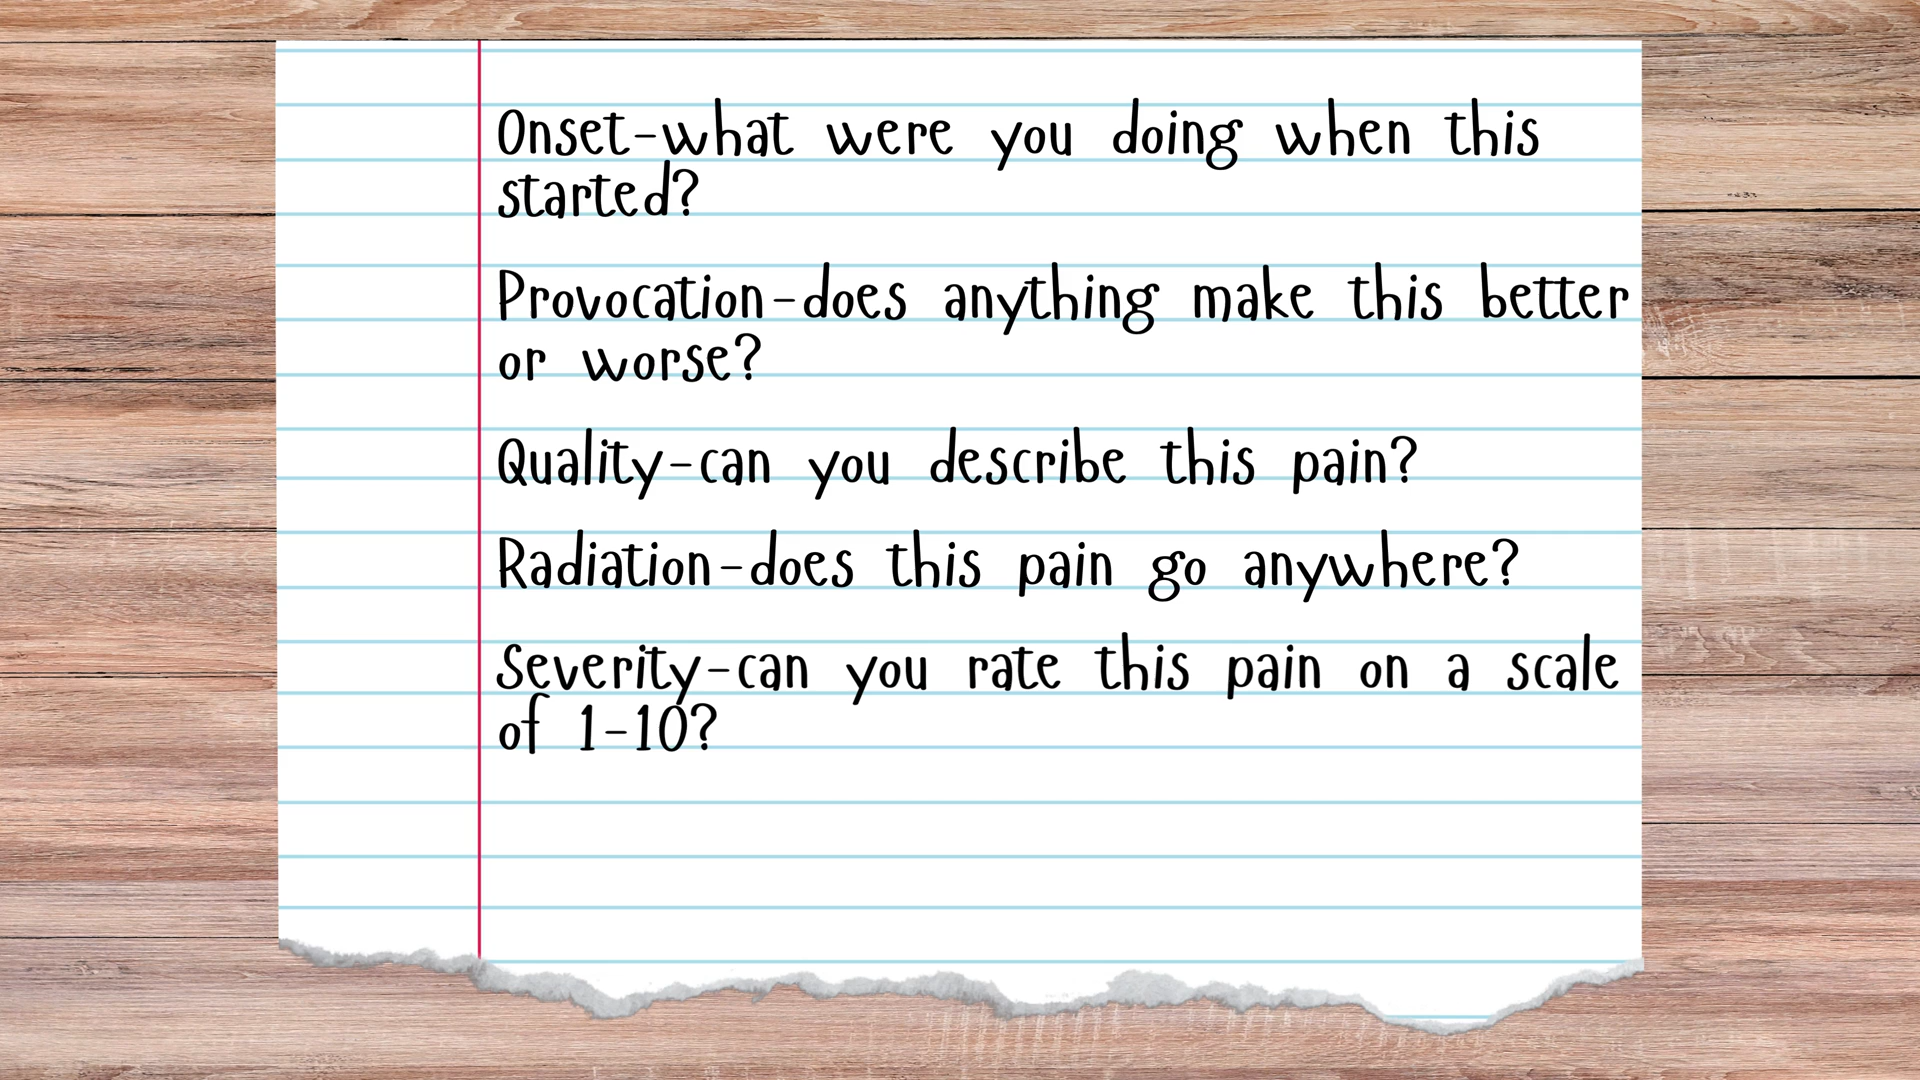 Onset-what were you doing when this
started?
Provocation-does anything make this better
or worse?
Quality-can you describe this pain?
Radiation-does this pain go anywhere?
Severity-can you rate this pain on a scale
of 1-10?